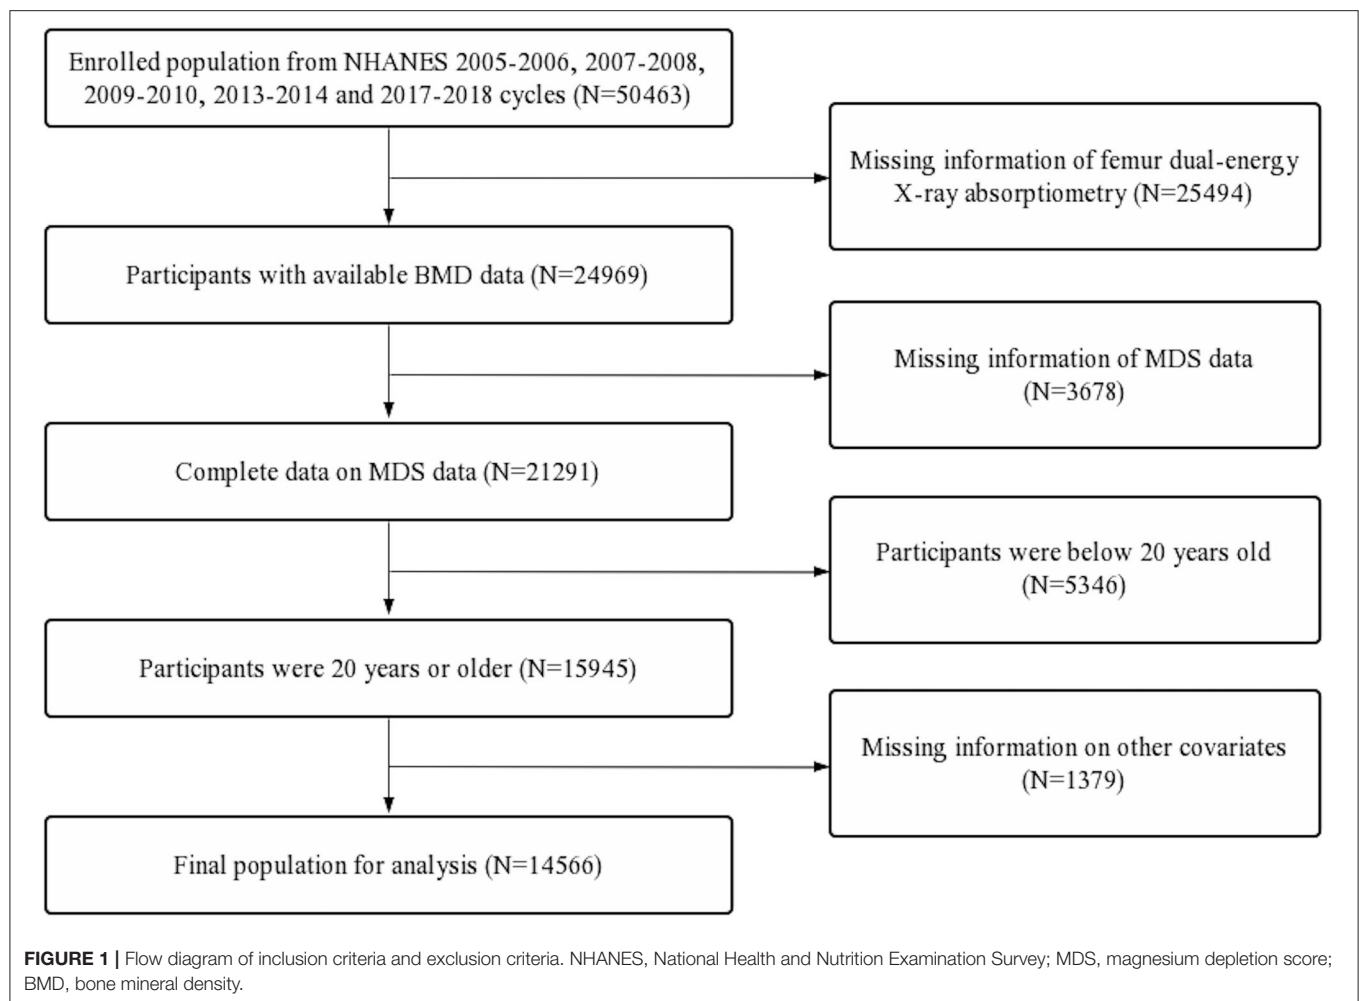 Enrolled population from NHANES 2005-2006, 2007-2008,
2009-2010, 2013-2014 and 2017-2018 cycles (N=50463)
Missing information of femur dual-energy
X-ray absorptiometry (N=25494)
Participants with available BMD data (N=24969)
Missing information of MDS data
(N=3678)
Complete data on MDS data (N=21291)
Participants were below 20 years old
(N=5346)
Participants were 20 years or older (N=15945)
Missing information on other covariates
(N=1379)
Final population for analysis (N=14566)
FIGURE 1 | Flow diagram of inclusion criteria and exclusion criteria. NHANES, National Health and Nutrition Examination Survey; MDS, magnesium depletion score;
BMD, bone mineral density.